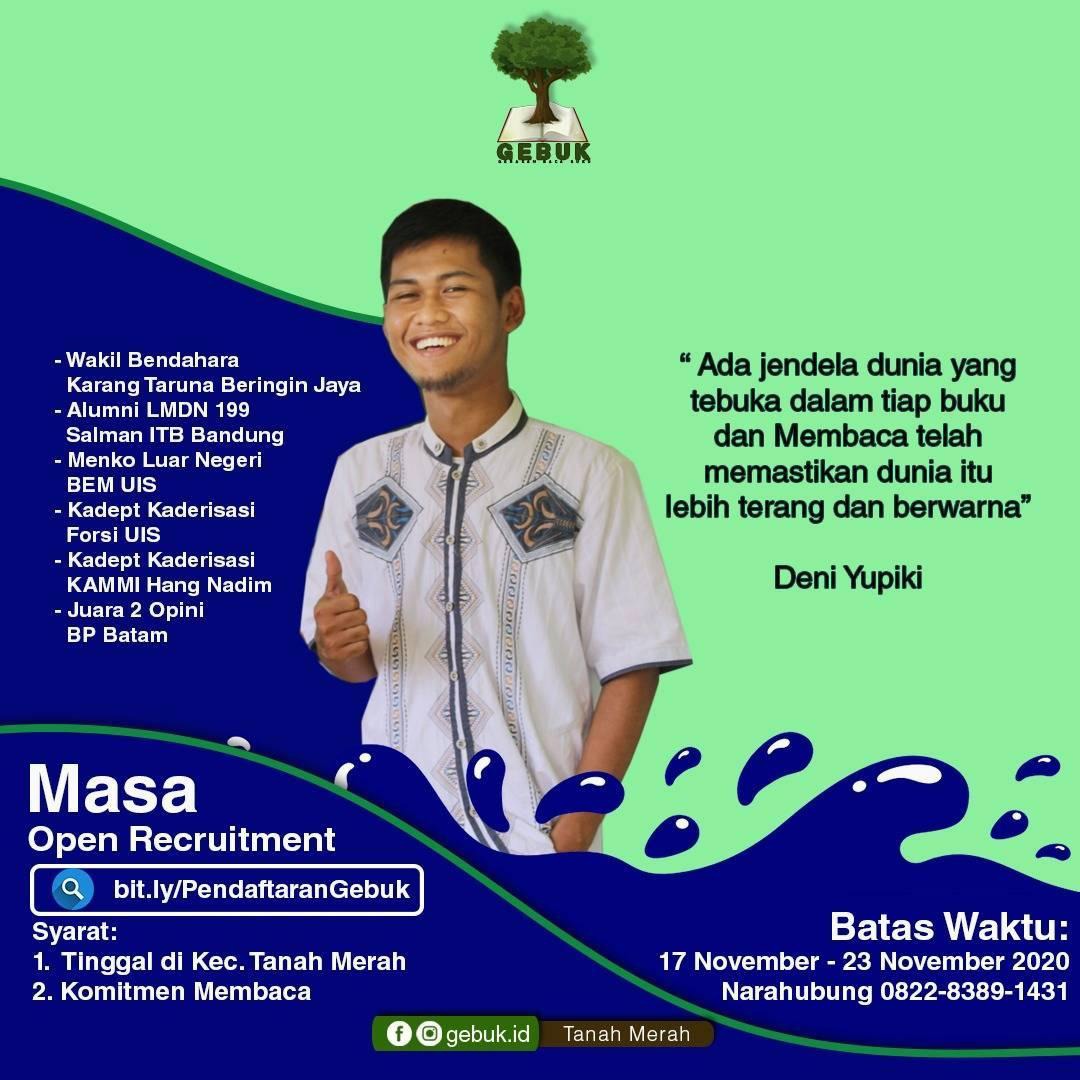 GEBUK
- Wakil Bendahara
Karang Taruna Beringin Jaya
- Alumni LMDN 199
Salman ITB Bandung
- Menko Luar Negeri
BEM UIS
- Kadept Kaderisasi
Forsi UIS
- Kadept Kaderisasi
KAMMI Hang Nadim
- Juara 2 Opini
BP Batam
“ Ada jendela dunia yang
tebuka dalam tiap buku
dan Membaca telah
memastikan dunia itu
lebih terang dan berwarna”
Deni Yupiki
Masa
Open Recruitment
bit.ly/PendaftaranGebuk
Syarat:
1. Tinggal di Kec. Tanah Merah
2. Komitmen Membaca
Batas Waktu:
17 November - 23 November 2020
Narahubung 0822-8389-1431
gebuk.id
Tanah Merah